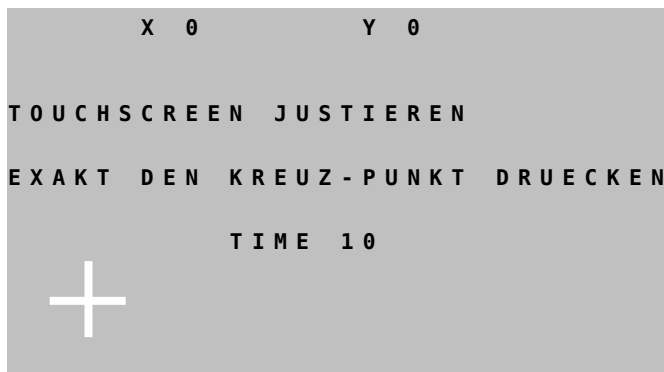 X 0 Y 0
TOUCHSCREEN JUSTIEREN
EXAKT DEN KREUZ-PUNKT DRUECKEN
TIME 10